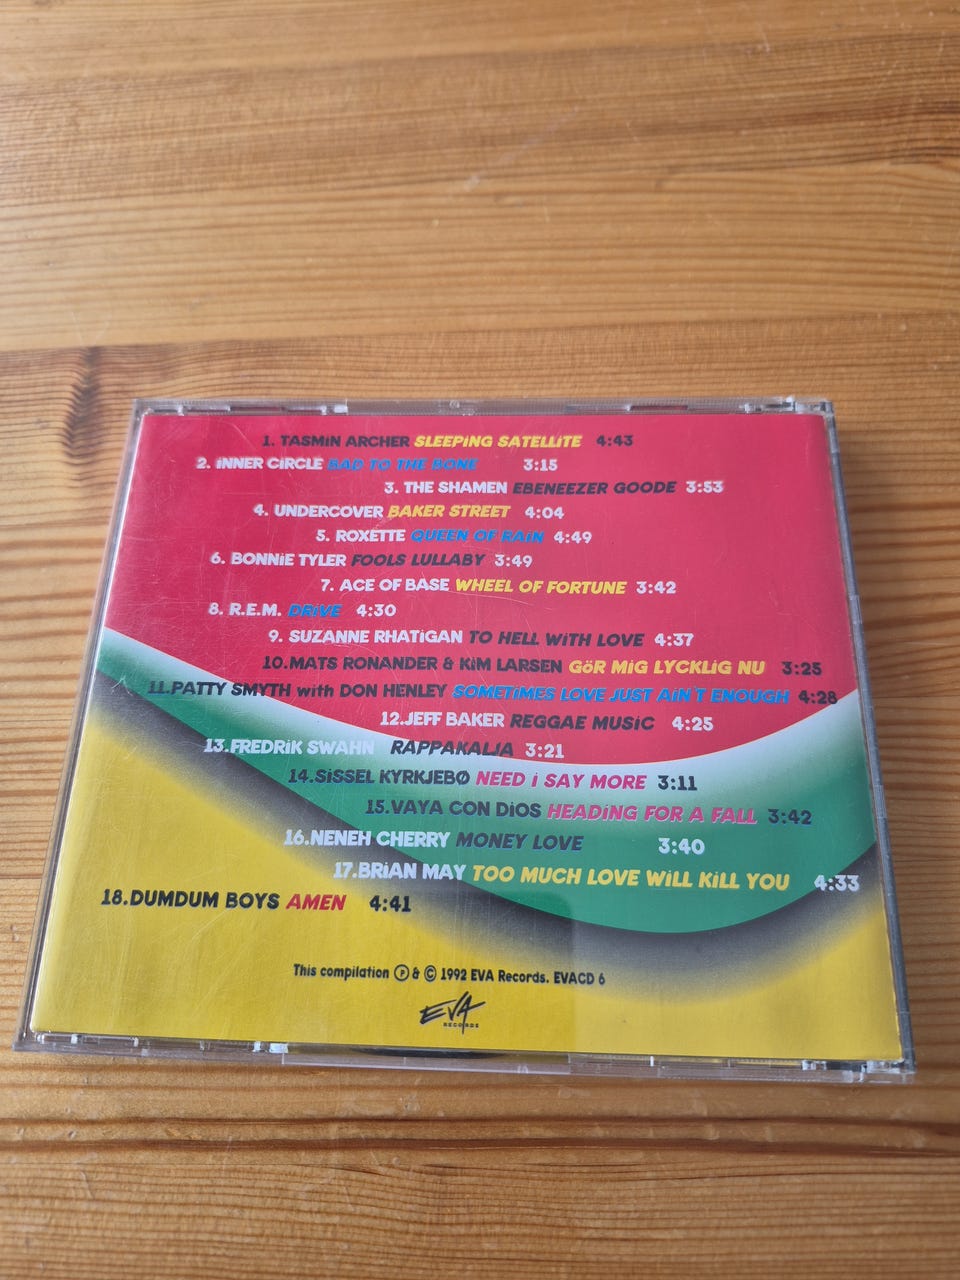 1. TASMiN ARCHER SLEEPiNG SATELLiTE 4:43
2. iNNER CiRCLE BAD TO THE BONE 3:15
3. THE SHAMEN EBENEEZER GOODE 3:53
4. UNDERCOVER BAKER STREET 4:04
5. ROXETTE QUEEN OF RAiN 4:49
6. BONNiE TYLER FOOLS LULLABY 3:49
7. ACE OF BASE WHEEL OF FORTUNE 3:42
8. R.E.M. DRiVE 4:30
9. SUZANNE RHATiGAN TO HELL WiTH LOVE 4:37
10.MATS RONANDER & KiM LARSEN GöR MiG LYCKLiG NU 3:25
11.PATTY SMYTH with DON HENLEY SOMETiMES LOVE JUST AiN´T ENOUGH 4:28
12.JEFF BAKER REGGAE MUSiC 4:25
13.FREDRiK SWAHN RAPPAKALJA 3:21
14.SiSSEL KYRKJEBØ NEED i SAY MORE 3:11
15.VAYA CON DiOS HEADiNG FOR A FALL 3:42
16.NENEH CHERRY MONEY LOVE 3:40
17.BRiAN MAY TOO MUCH LOVE WiLL KiLL YOU 4:33
18.DUMDUM BOYS AMEN 4:41
This compilation ℗ & © 1992 EVA Records. EVACD 6
EVA
RECORDS